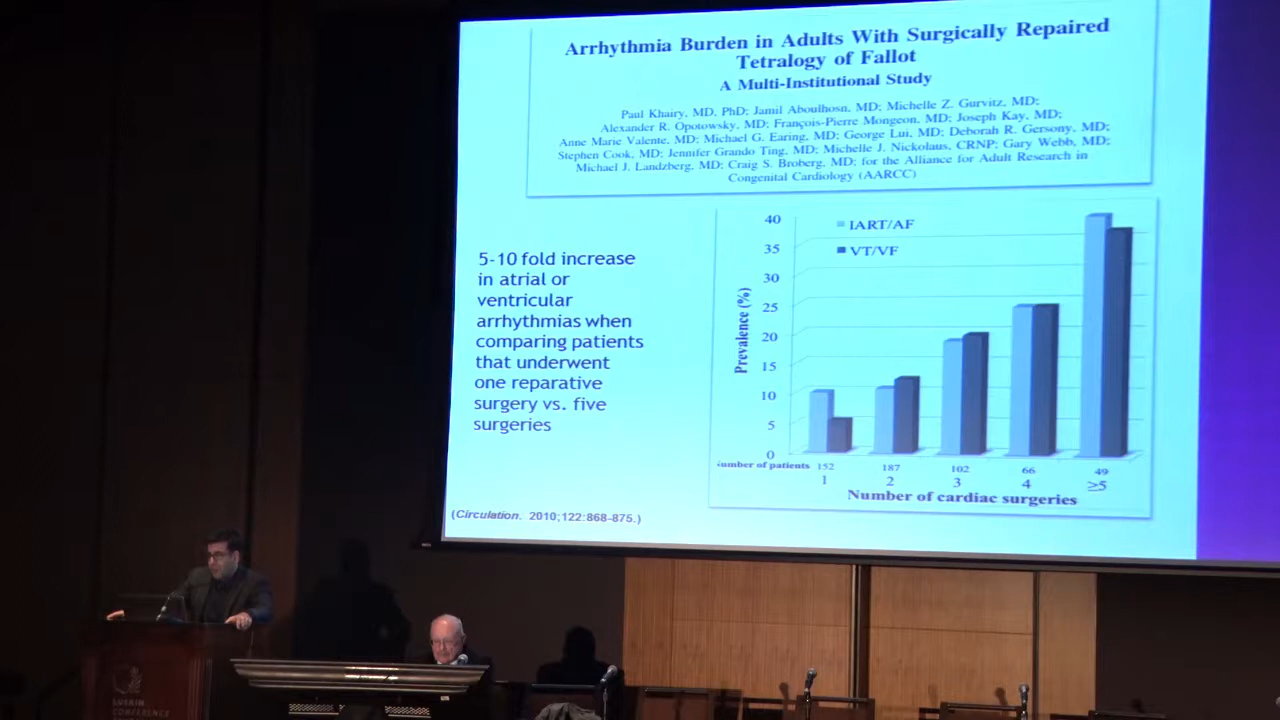 Arrhythmia Burden in Adults With Surgically Repaired
Tetralogy of Fallot
A Multi-Institutional Study
Paul Khairy, MD, PhD; Jamil Aboulhosn, MD; Michelle Z. Gurvitz, MD;
Alexander R. Opotowsky, MD; François-Pierre Mongeon, MD; Joseph Kay, MD;
Anne Marie Valente, MD; Michael G. Earing, MD; George Lui, MD; Deborah R. Gersony, MD;
Stephen Cook, MD; Jennifer Grando Ting, MD; Michelle J. Nickolaus, CRNP; Gary Webb, MD;
Michael J. Landzberg, MD; Craig S. Broberg, MD; for the Alliance for Adult Research in
Congenital Cardiology (AARCC)
5-10 fold increase
in atrial or
ventricular
arrhythmias when
comparing patients
that underwent
one reparative
surgery vs. five
surgeries
(Circulation. 2010;122:868-875.)
IART/AF
VT/VF
Prevalence (%)
40
35
30
25
20
15
10
5
0
umber of patients 152 187 102 66 49
1 2 3 4 ≥5
Number of cardiac surgeries
LUSKIN
CONFERENCE